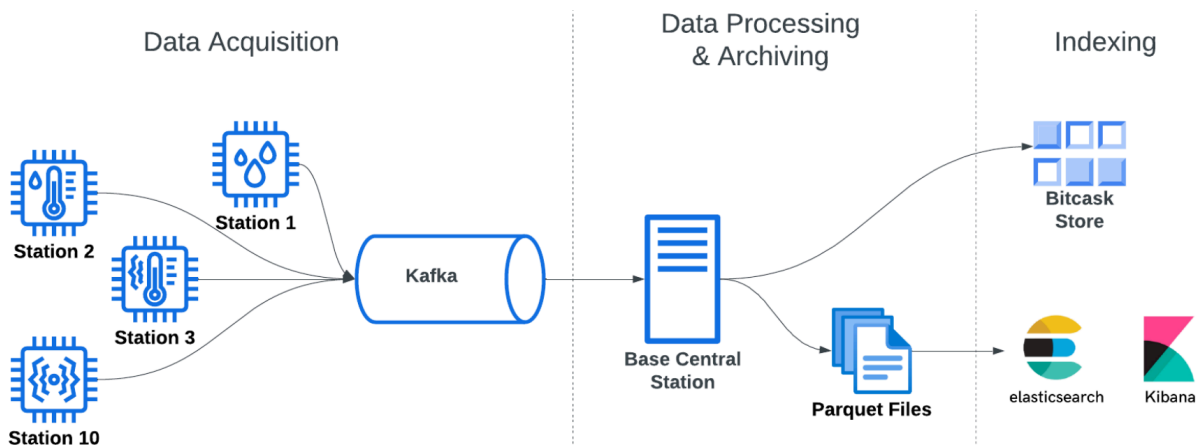 Data Acquisition
Data Processing
& Archiving
Indexing
Station 1
Station 2
Station 3
Station 10
Kafka
Base Central
Station
Parquet Files
Bitcask
Store
elasticsearch
Kibana